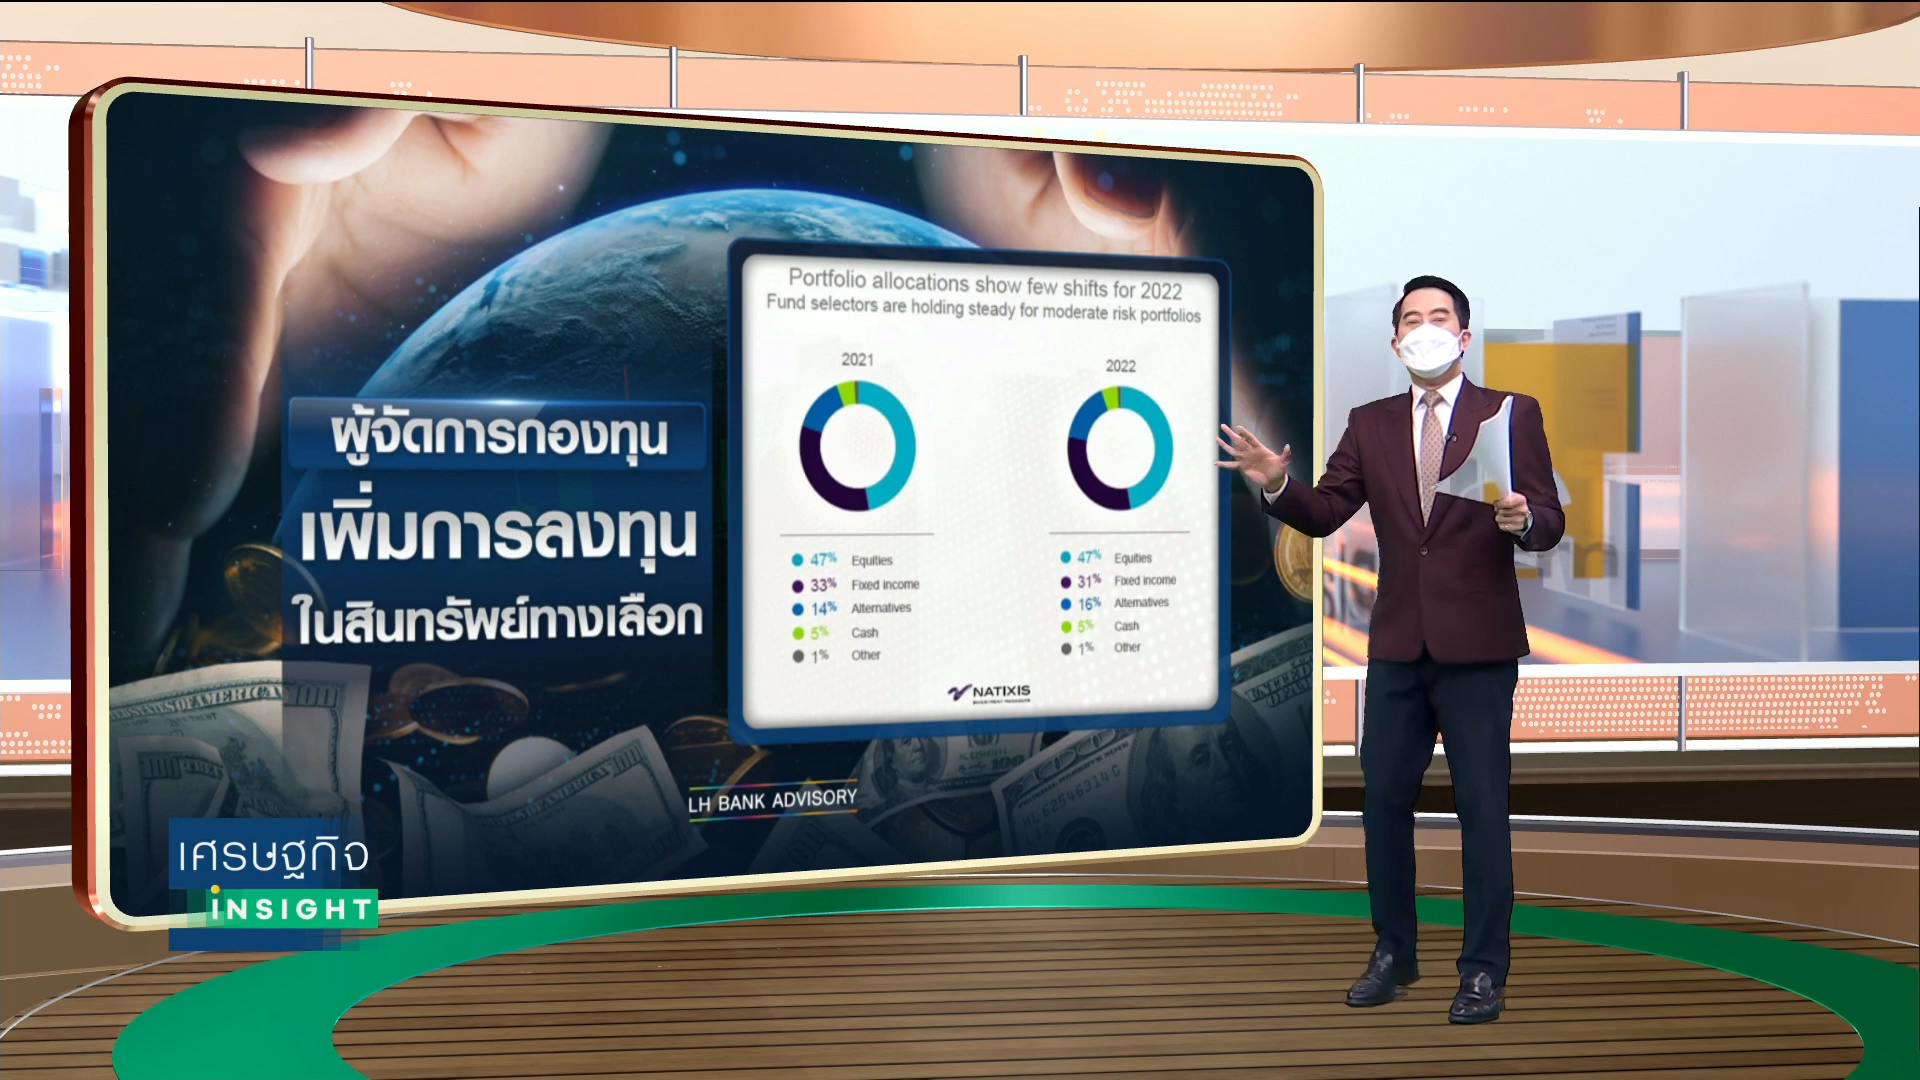 ผู้จัดการกองทุน
เพิ่มการลงทุน
ในสินทรัพย์ทางเลือก
Portfolio allocations show few shifts for 2022
Fund selectors are holding steady for moderate risk portfolios
2021
47% Equities
33% Fixed income
14% Alternatives
5% Cash
1% Other
2022
47% Equities
31% Fixed income
16% Alternatives
5% Cash
1% Other
NATIXIS
INVESTMENT MANAGERS
LH BANK ADVISORY
เศรษฐกิจ
INSIGHT